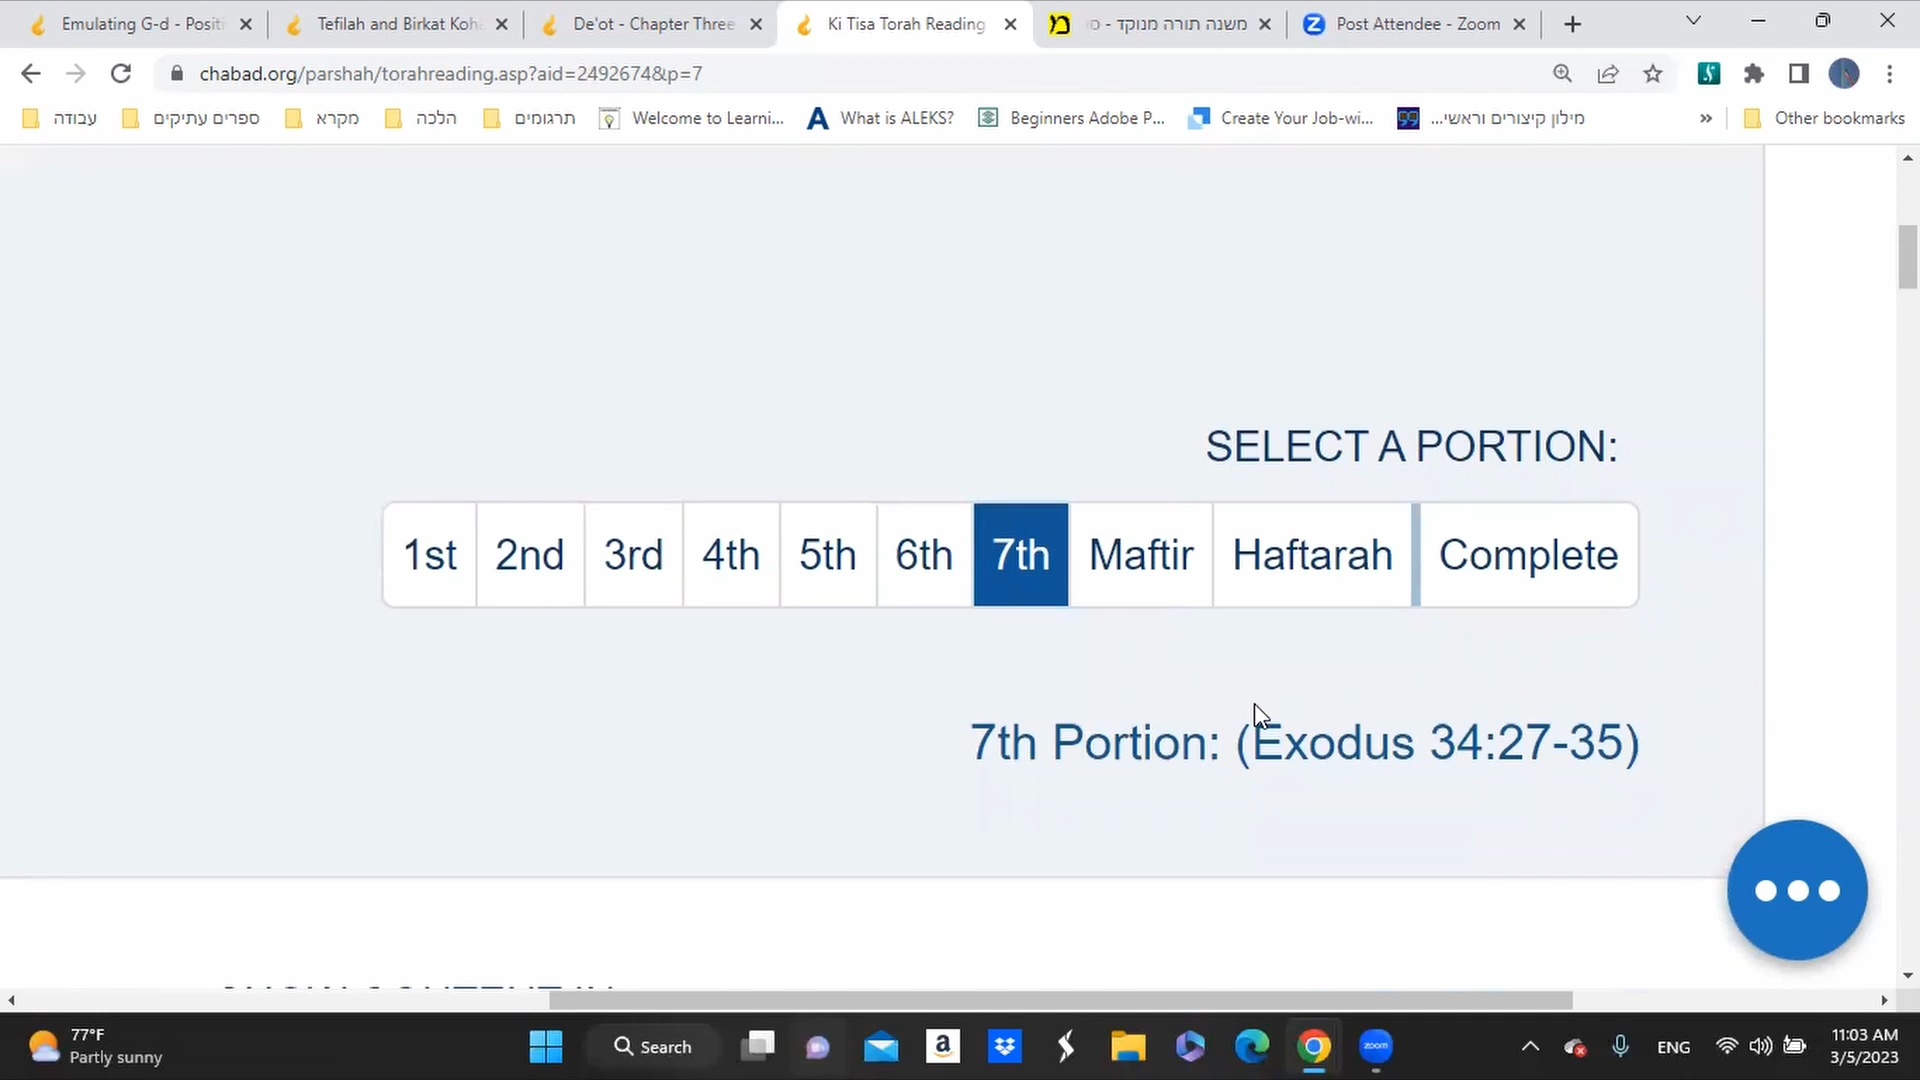 Emulating G-d - Positi
Tefilah and Birkat Koh
De'ot - Chapter Three
Ki Tisa Torah Reading
משנה תורה מנוקד - ס
Post Attendee - Zoom
chabad.org/parshah/torahreading.asp?aid=2492674&p=7
עבודה
ספרים עתיקים
מקרא
הלכה
תרגומים
Welcome to Learni...
What is ALEKS?
Beginners Adobe P...
Create Your Job-wi...
מילון קיצורים וראשי...
»
Other bookmarks
SELECT A PORTION:
1st 2nd 3rd 4th 5th 6th 7th Maftir Haftarah Complete
7th Portion: (Exodus 34:27-35)
77°F
Partly sunny
Search
zoom
ENG
11:03 AM
3/5/2023